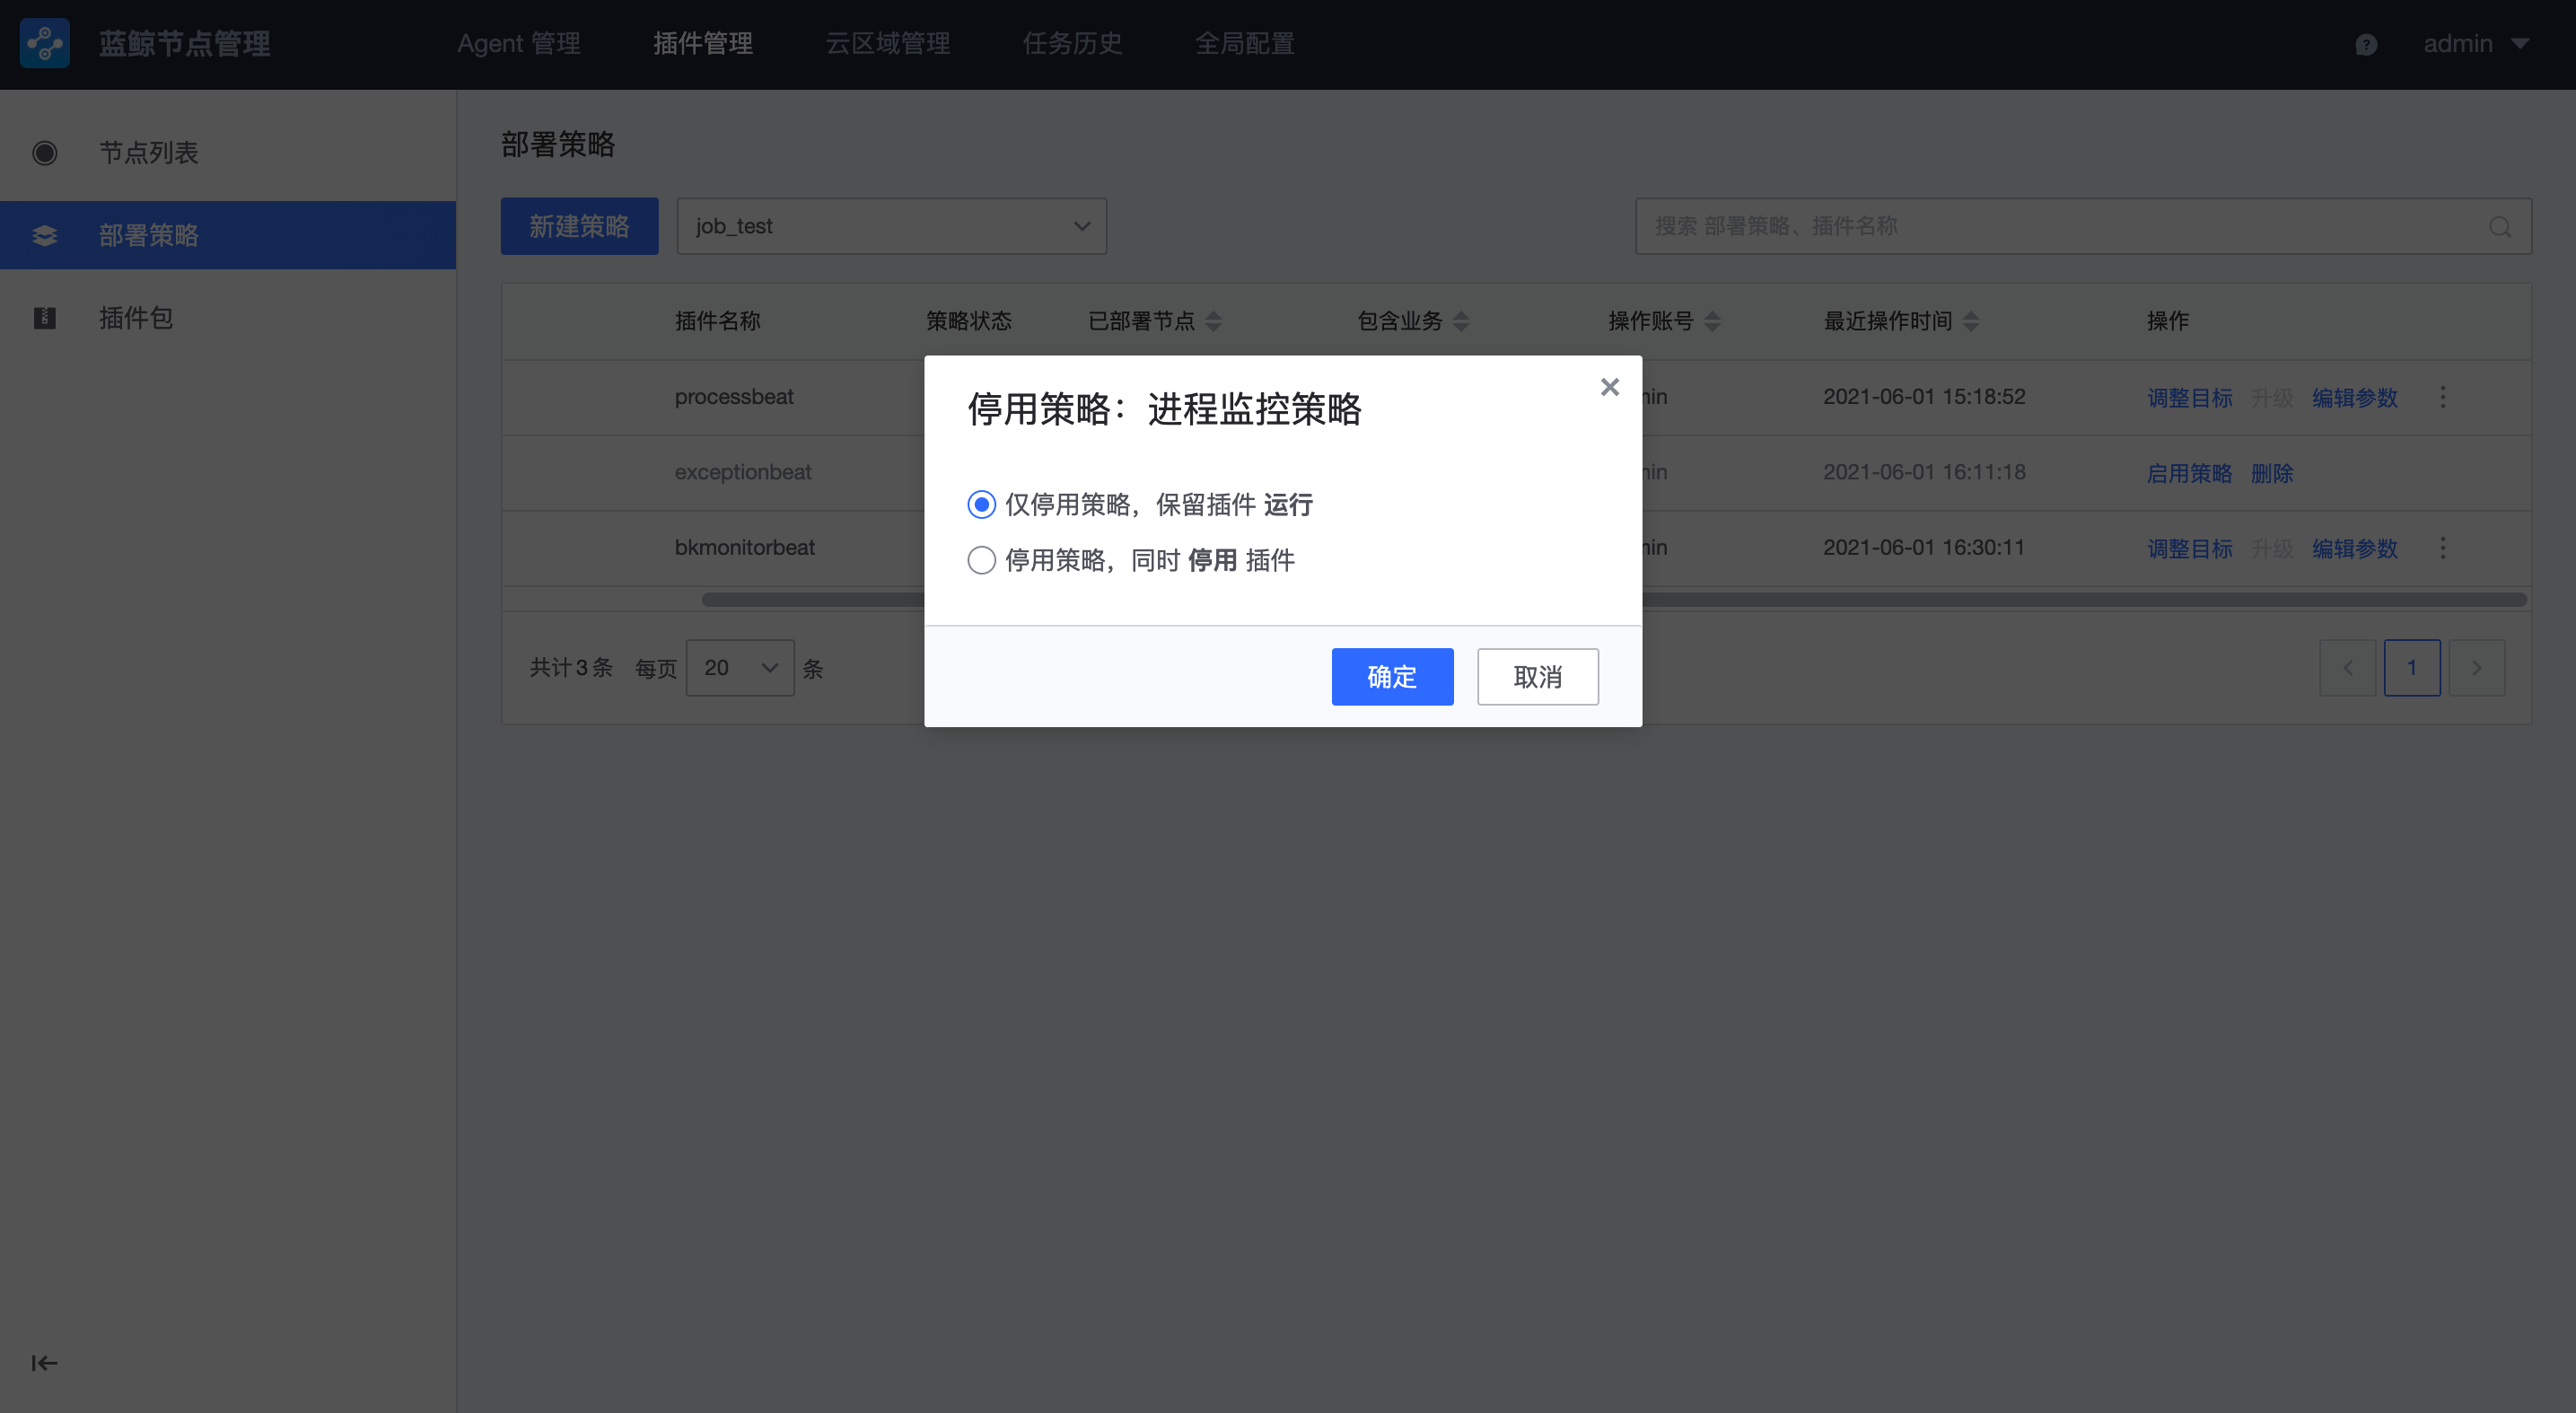 蓝鲸节点管理 Agent 管理 插件管理 云区域管理 任务历史 全局配置 admin
节点列表
部署策略
插件包
部署策略
新建策略 job_test 搜索 部署策略、插件名称
插件名称 策略状态 已部署节点 包含业务 操作账号 最近操作时间 操作
processbeat 2021-06-01 15:18:52 调整目标 升级 编辑参数
exceptionbeat 2021-06-01 16:11:18 启用策略 删除
bkmonitorbeat 2021-06-01 16:30:11 调整目标 升级 编辑参数
共计3条 每页 20 条 1
停用策略：进程监控策略
仅停用策略，保留插件 运行
停用策略，同时 停用 插件
确定 取消